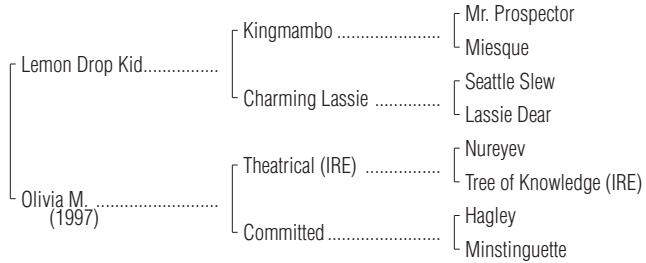 Mr. Prospector
Kingmambo .....................
Miesque
Lemon Drop Kid...............
Seattle Slew
Charming Lassie .............
Lassie Dear
Nureyev
Theatrical (IRE) ...............
Tree of Knowledge (IRE)
Olivia M. ........................
(1997)
Hagley
Committed.......................
Minstinguette